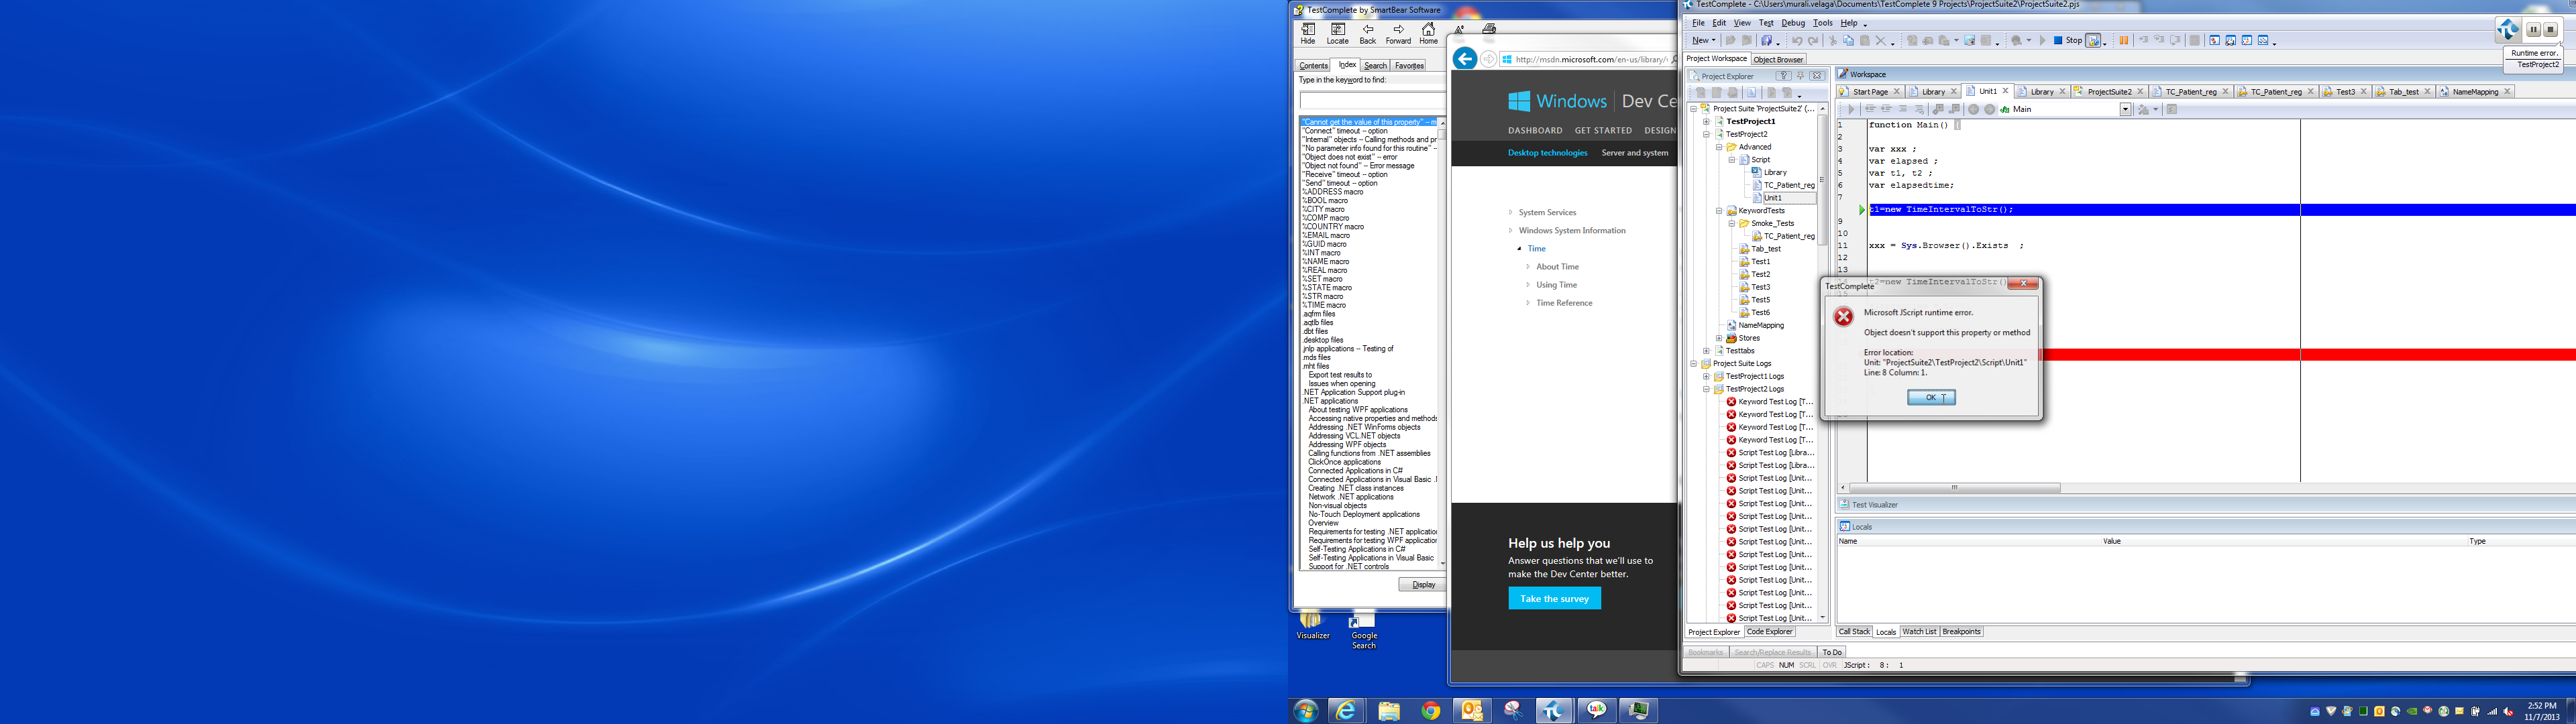 TestComplete by SmartBear Software
Hide
Locate
Back
Forward
Home
Contents
Index
Search
Favorites
Type in the keyword to find:
"Cannot get the value of this property" -- m
"Connect" timeout -- option
"Internal" objects -- Calling methods and pr
"No parameter info found for this routine" --
"Object does not exist" -- error
"Object not found" -- Error message
"Receive" timeout -- option
"Send" timeout -- option
%ADDRESS macro
%BOOL macro
%CITY macro
%COMP macro
%COUNTRY macro
%EMAIL macro
%GUID macro
%INT macro
%NAME macro
%REAL macro
%SET macro
%STATE macro
%STR macro
%TIME macro
.aqfrm files
.aqtlb files
.dbt files
.desktop files
.jnlp applications -- Testing of
.mds files
.mht files
Export test results to
Issues when opening
.NET Application Support plug-in
.NET applications
About testing WPF applications
Accessing native properties and methods
Addressing .NET WinForms objects
Addressing VCL.NET objects
Addressing WPF objects
Calling functions from .NET assemblies
ClickOnce applications
Connected Applications in C#
Connected Applications in Visual Basic .
Creating .NET class instances
Network .NET applications
Non-visual objects
No-Touch Deployment applications
Overview
Requirements for testing .NET application
Requirements for testing WPF application
Self-Testing Applications in C#
Self-Testing Applications in Visual Basic
Support for .NET controls
Display
Visualizer
Google
Search
http://msdn.microsoft.com/en-us/library/
Windows
Dev Ce
DASHBOARD
GET STARTED
DESIGN
Desktop technologies
Server and system
System Services
Windows System Information
Time
About Time
Using Time
Time Reference
Help us help you
Answer questions that we'll use to
make the Dev Center better.
Take the survey
TestComplete - C:\Users\murali.velaga\Documents\TestComplete 9 Projects\ProjectSuite2\ProjectSuite2.pjs
File Edit View Test Debug Tools Help
New
Stop
Runtime error.
TestProject2
Project Workspace
Object Browser
Project Explorer
Project Suite 'ProjectSuite2' (...
TestProject1
TestProject2
Advanced
Script
Library
TC_Patient_reg
Unit1
KeywordTests
Smoke_Tests
TC_Patient_reg
Tab_test
Test1
Test2
Test3
Test5
Test6
NameMapping
Stores
Testtabs
Project Suite Logs
TestProject1 Logs
TestProject2 Logs
Keyword Test Log [T...
Keyword Test Log [T...
Keyword Test Log [T...
Keyword Test Log [T...
Script Test Log [Libra...
Script Test Log [Libra...
Script Test Log [Unit...
Script Test Log [Unit...
Script Test Log [Unit...
Script Test Log [Unit...
Script Test Log [Unit...
Script Test Log [Unit...
Script Test Log [Unit...
Script Test Log [Unit...
Script Test Log [Unit...
Script Test Log [Unit...
Script Test Log [Unit...
Script Test Log [Unit...
Project Explorer
Code Explorer
Workspace
Start Page
Library
Unit1
Library
ProjectSuite2
TC_Patient_reg
TC_Patient_reg
Test3
Tab_test
NameMapping
Main
1 function Main() {
2
3 var xxx ;
4 var elapsed ;
5 var t1, t2 ;
6 var elapsedtime;
7
t1=new TimeIntervalToStr();
9
10
11 xxx = Sys.Browser().Exists ;
12
13
t2=new TimeIntervalToStr()
TestComplete
Microsoft JScript runtime error.
Object doesn't support this property or method
Error location:
Unit: "ProjectSuite2\TestProject2\Script\Unit1"
Line: 8 Column: 1.
OK
Test Visualizer
Locals
Name
Value
Type
Call Stack
Locals
Watch List
Breakpoints
Bookmarks
Search/Replace Results
To Do
CAPS NUM SCRL OVR JScript : 8 : 1
talk
2:52 PM
11/7/2013